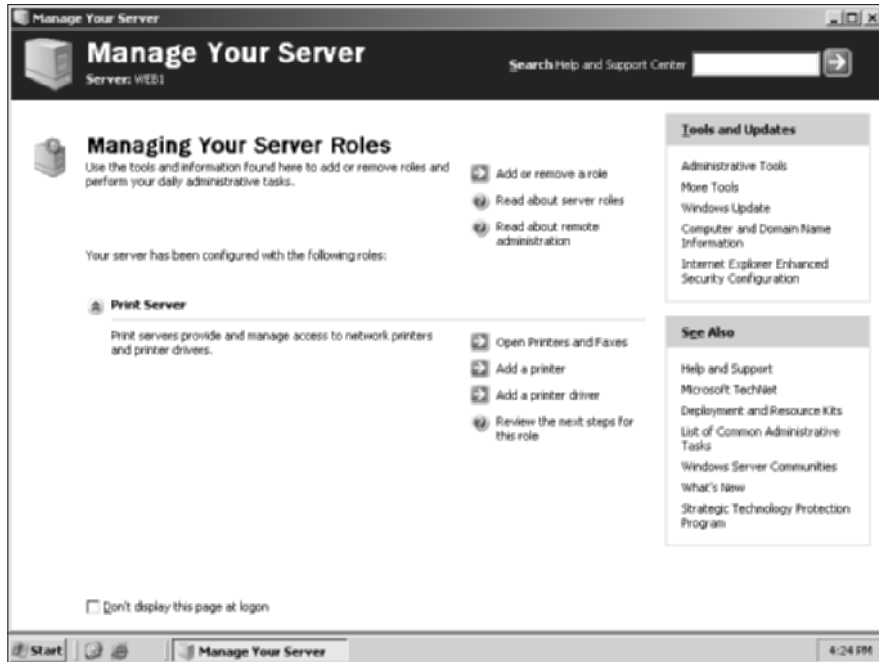 Manage Your Server
Manage Your Server
Server: WEB1
Search Help and Support Center
Managing Your Server Roles
Use the tools and information found here to add or remove roles and
perform your daily administrative tasks.
Add or remove a role
Read about server roles
Read about remote
administration
Your server has been configured with the following roles:
Print Server
Print servers provide and manage access to network printers
and printer drivers.
Open Printers and Faxes
Add a printer
Add a printer driver
Review the next steps for
this role
Tools and Updates
Administrative Tools
More Tools
Windows Update
Computer and Domain Name
Information
Internet Explorer Enhanced
Security Configuration
See Also
Help and Support
Microsoft TechNet
Deployment and Resource Kits
List of Common Administrative
Tasks
Windows Server Communities
What's New
Strategic Technology Protection
Program
Don't display this page at logon
Start
Manage Your Server
4:24 PM